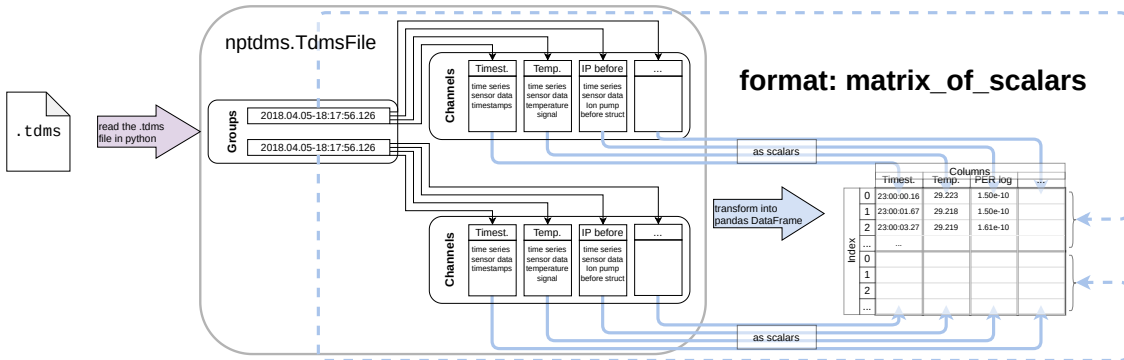 nptdms.TdmsFile
format: matrix_of_scalars
.tdms
read the .tdms
file in python
Groups
2018.04.05-18:17:56.126
2018.04.05-18:17:56.126
Channels
Timest.
time series
sensor data
timestamps
Temp.
time series
sensor data
temperature
signal
IP before
time series
sensor data
Ion pump
before struct
...
Channels
Timest.
time series
sensor data
timestamps
Temp.
time series
sensor data
temperature
signal
IP before
time series
sensor data
Ion pump
before struct
...
as scalars
transform into
pandas DataFrame
Columns
Timest. Temp. PER log ...
Index
0 23:00:00.16 29.223 1.50e-10
1 23:00:01.67 29.218 1.50e-10
2 23:00:03.27 29.219 1.61e-10
... ...
0
1
2
...
as scalars